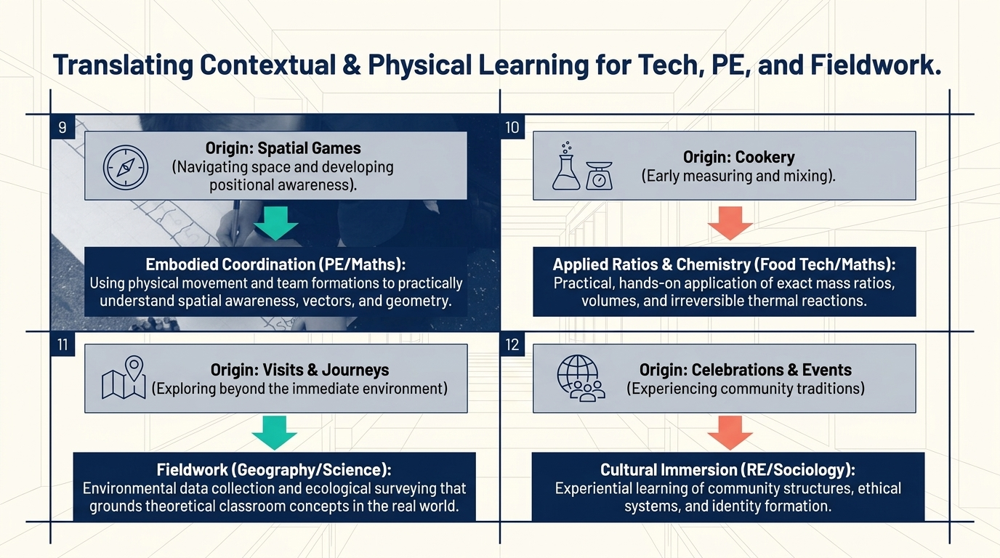 Translating Contextual & Physical Learning for Tech, PE, and Fieldwork.
9
Origin: Spatial Games
(Navigating space and developing
positional awareness).
Embodied Coordination (PE/Maths):
Using physical movement and team formations to practically
understand spatial awareness, vectors, and geometry.
10
Origin: Cookery
(Early measuring and mixing).
Applied Ratios & Chemistry (Food Tech/Maths):
Practical, hands-on application of exact mass ratios,
volumes, and irreversible thermal reactions.
11
Origin: Visits & Journeys
(Exploring beyond the immediate environment)
Fieldwork (Geography/Science):
Environmental data collection and ecological surveying that
grounds theoretical classroom concepts in the real world.
12
Origin: Celebrations & Events
(Experiencing community traditions)
Cultural Immersion (RE/Sociology):
Experiential learning of community structures, ethical
systems, and identity formation.